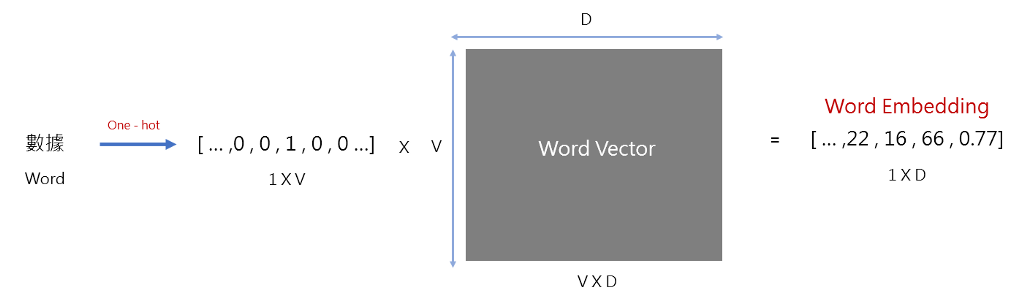 D
Word Embedding
One - hot
數據
[ ... ,0 , 0 , 1 , 0 , 0 ...]
X
V
Word Vector
=
[ ... ,22 , 16 , 66 , 0.77]
Word
1 X V
1 X D
V X D